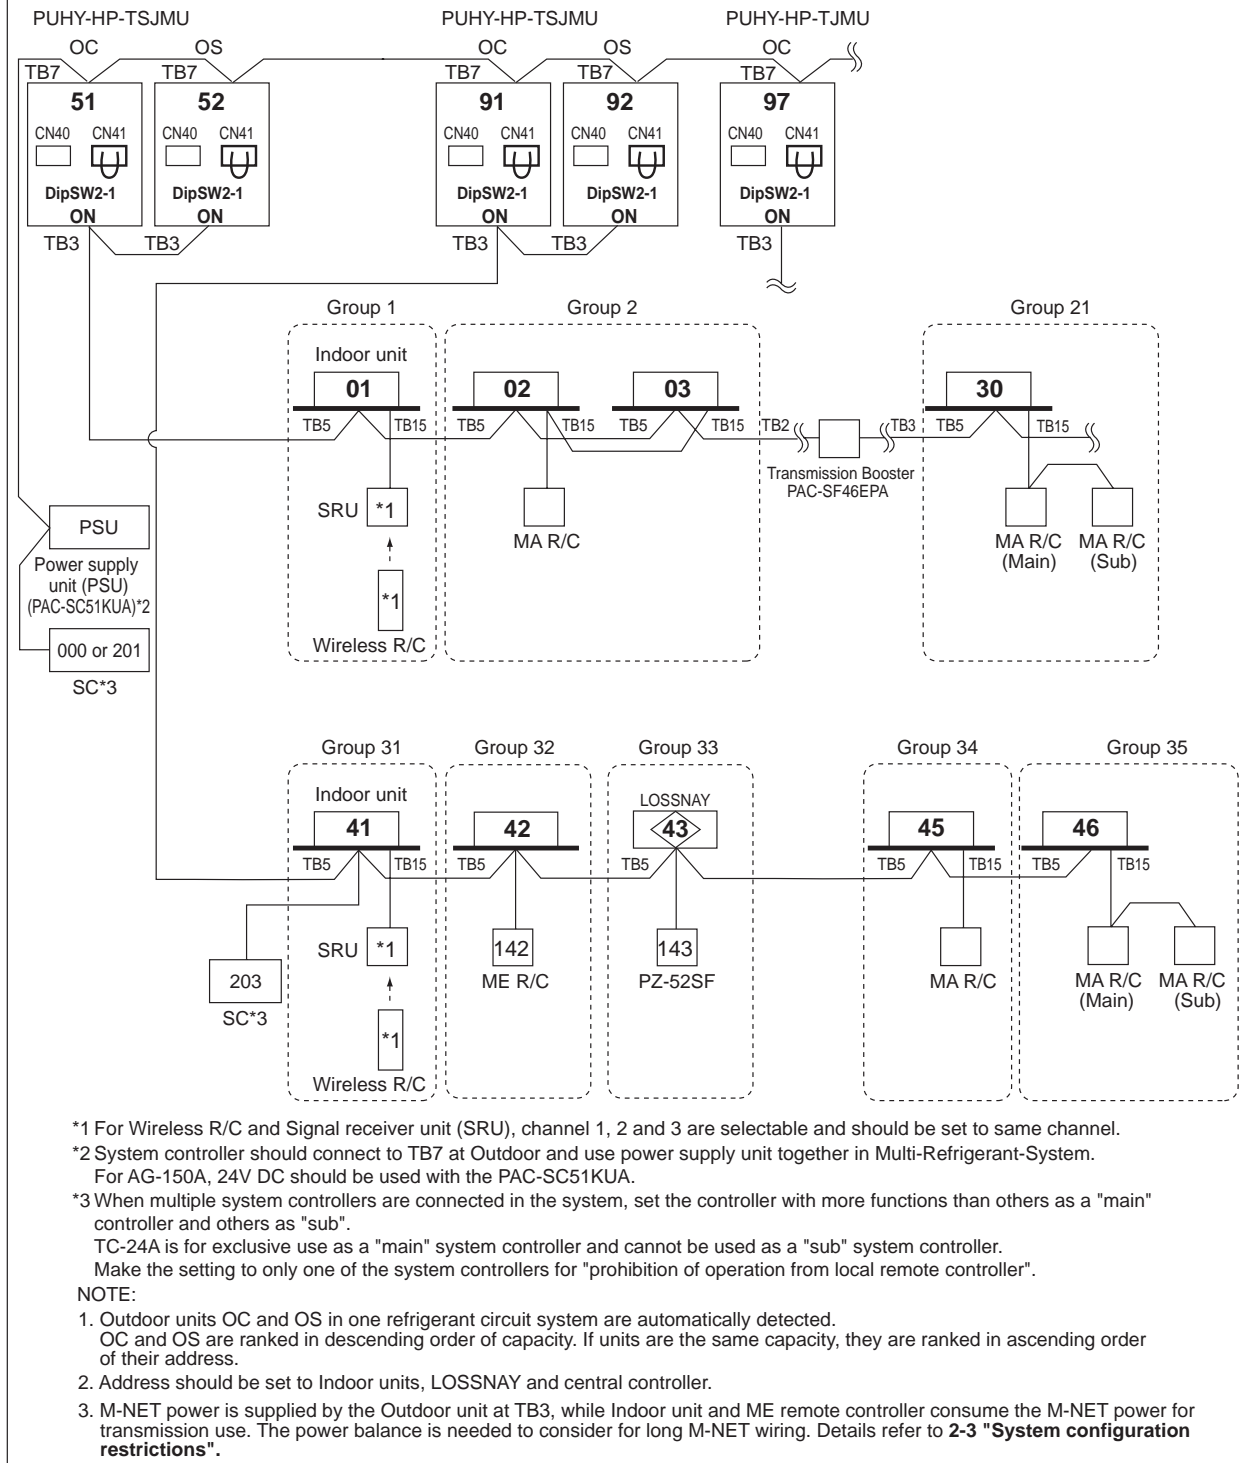 PUHY-HP-TSJMU PUHY-HP-TSJMU PUHY-HP-TJMU
OC OS OC OS OC
TB7 TB7 TB7 TB7 TB7
51 52 91 92 97
CN40 CN41 CN40 CN41 CN40 CN41 CN40 CN41 CN40 CN41
DipSW2-1 DipSW2-1 DipSW2-1 DipSW2-1 DipSW2-1
ON ON ON ON ON
TB3 TB3 TB3 TB3 TB3
Group 1 Group 2 Group 21
Indoor unit
01 02 03 30
TB5 TB15 TB5 TB5 TB15 TB2 TB3 TB5 TB15
Transmission Booster
PAC-SF46EPA
SRU *1
MA R/C MA R/C MA R/C
(Main) (Sub)
*1
Wireless R/C
PSU
Power supply
unit (PSU)
(PAC-SC51KUA)*2
000 or 201
SC*3
Group 31 Group 32 Group 33 Group 34 Group 35
Indoor unit LOSSNAY
41 42 43 45 46
TB5 TB15 TB5 TB5 TB5 TB15 TB5 TB15
SRU *1 142 143
203 ME R/C PZ-52SF MA R/C MA R/C MA R/C
(Main) (Sub)
SC*3
*1
Wireless R/C
*1 For Wireless R/C and Signal receiver unit (SRU), channel 1, 2 and 3 are selectable and should be set to same channel.
*2 System controller should connect to TB7 at Outdoor and use power supply unit together in Multi-Refrigerant-System.
For AG-150A, 24V DC should be used with the PAC-SC51KUA.
*3 When multiple system controllers are connected in the system, set the controller with more functions than others as a "main"
controller and others as "sub".
TC-24A is for exclusive use as a "main" system controller and cannot be used as a "sub" system controller.
Make the setting to only one of the system controllers for "prohibition of operation from local remote controller".
NOTE:
1. Outdoor units OC and OS in one refrigerant circuit system are automatically detected.
OC and OS are ranked in descending order of capacity. If units are the same capacity, they are ranked in ascending order
of their address.
2. Address should be set to Indoor units, LOSSNAY and central controller.
3. M-NET power is supplied by the Outdoor unit at TB3, while Indoor unit and ME remote controller consume the M-NET power for
transmission use. The power balance is needed to consider for long M-NET wiring. Details refer to 2-3 "System configuration
restrictions".